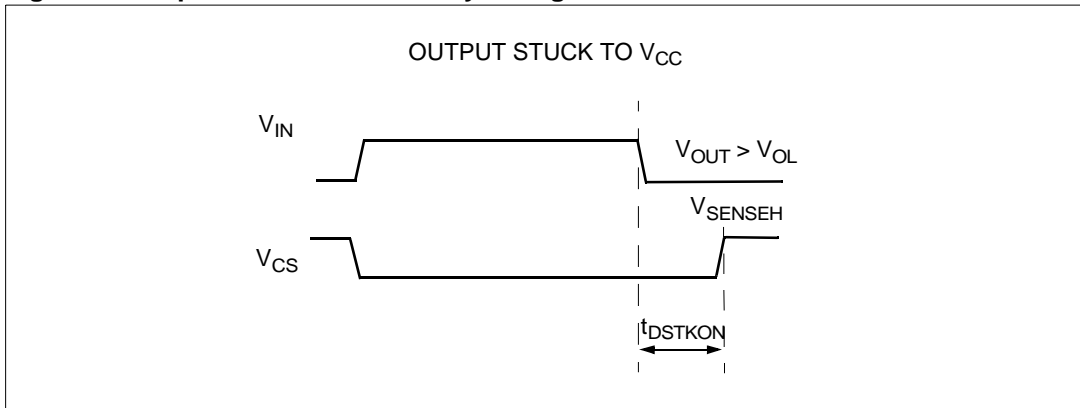 OUTPUT STUCK TO VCC
VIN
VOUT > VOL
VSENSEH
VCS
tDSTKON